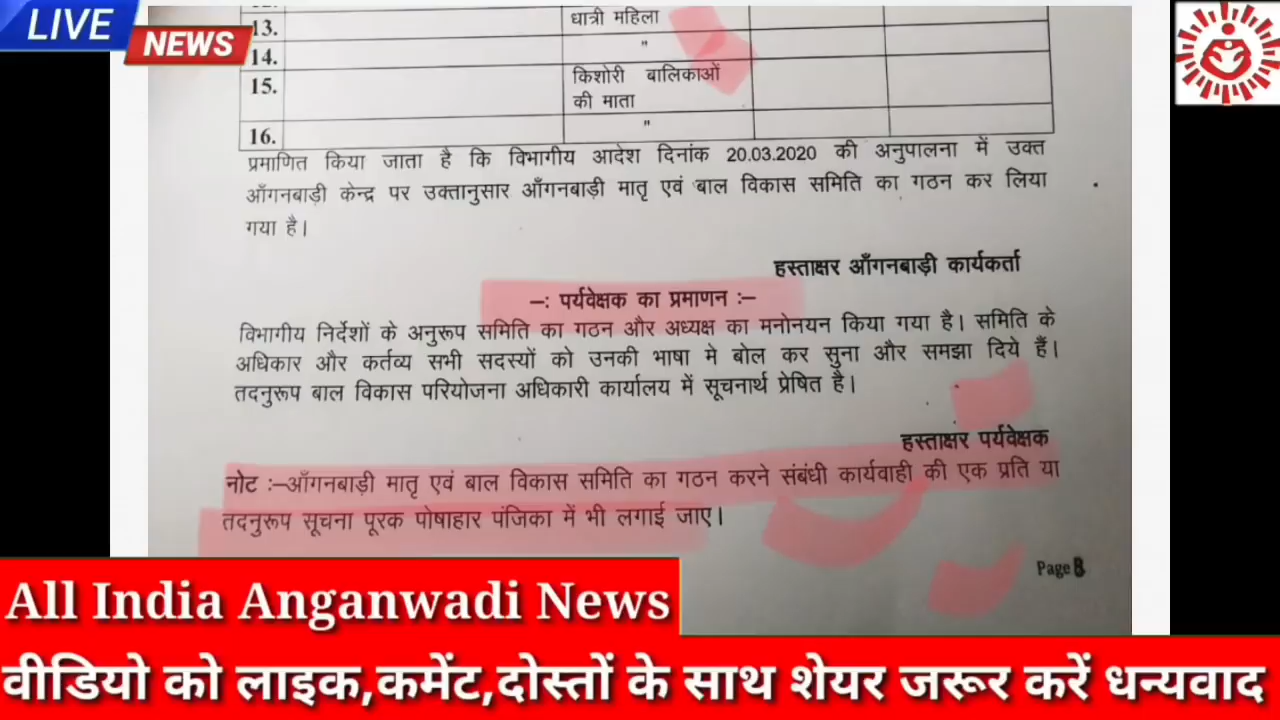 LIVE
NEWS
13. धात्री महिला
14. "
15. किशोरी बालिकाओं
की माता
16. "
प्रमाणित किया जाता है कि विभागीय आदेश दिनांक 20.03.2020 की अनुपालना में उक्त
आँगनबाड़ी केन्द्र पर उक्तानुसार आँगनबाड़ी मातृ एवं बाल विकास समिति का गठन कर लिया
गया है।
हस्ताक्षर आँगनबाड़ी कार्यकर्ता
–: पर्यवेक्षक का प्रमाणन :–
विभागीय निर्देशों के अनुरूप समिति का गठन और अध्यक्ष का मनोनयन किया गया है। समिति के
अधिकार और कर्तव्य सभी सदस्यों को उनकी भाषा मे बोल कर सुना और समझा दिये हैं।
तदनुरूप बाल विकास परियोजना अधिकारी कार्यालय में सूचनार्थ प्रेषित है।
हस्ताक्षर पर्यवेक्षक
नोट :–आँगनबाड़ी मातृ एवं बाल विकास समिति का गठन करने संबंधी कार्यवाही की एक प्रति या
तदनुरूप सूचना पूरक पोषाहार पंजिका में भी लगाई जाए।
Page 8
All India Anganwadi News
वीडियो को लाइक,कमेंट,दोस्तों के साथ शेयर जरूर करें धन्यवाद